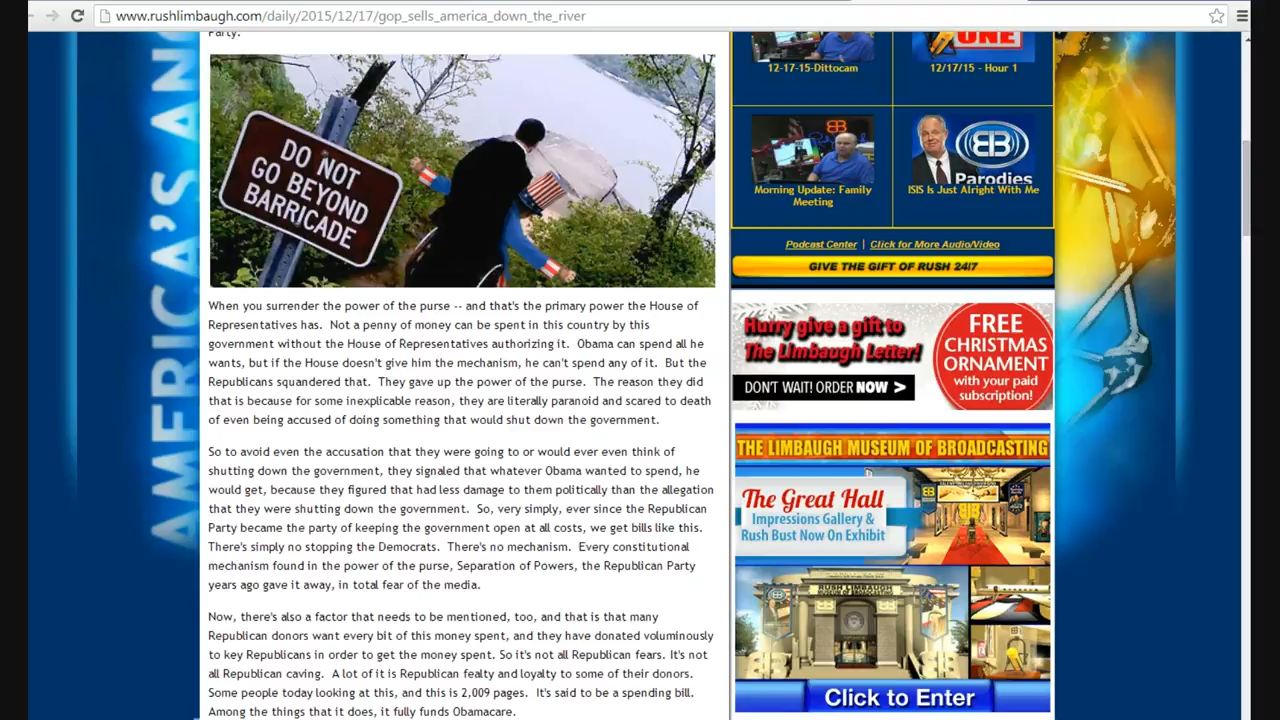 www.rushlimbaugh.com/daily/2015/12/17/gop_sells_america_down_the_river
AMERICA'S AN
Party.
DO NOT
GO BEYOND
BARRICADE
When you surrender the power of the purse -- and that's the primary power the House of
Representatives has.  Not a penny of money can be spent in this country by this
government without the House of Representatives authorizing it.  Obama can spend all he
wants, but if the House doesn't give him the mechanism, he can't spend any of it.  But the
Republicans squandered that.  They gave up the power of the purse.  The reason they did
that is because for some inexplicable reason, they are literally paranoid and scared to death
of even being accused of doing something that would shut down the government.
So to avoid even the accusation that they were going to or would ever even think of
shutting down the government, they signaled that whatever Obama wanted to spend, he
would get, because they figured that had less damage to them politically than the allegation
that they were shutting down the government.  So, very simply, ever since the Republican
Party became the party of keeping the government open at all costs, we get bills like this.
There's simply no stopping the Democrats.  There's no mechanism.  Every constitutional
mechanism found in the power of the purse, Separation of Powers, the Republican Party
years ago gave it away, in total fear of the media.
Now, there's also a factor that needs to be mentioned, too, and that is that many
Republican donors want every bit of this money spent, and they have donated voluminously
to key Republicans in order to get the money spent. So it's not all Republican fears. It's not
all Republican caving.  A lot of it is Republican fealty and loyalty to some of their donors.
Some people today looking at this, and this is 2,009 pages.  It's said to be a spending bill.
Among the things that it does, it fully funds Obamacare.
ONE
12-17-15-Dittocam
12/17/15 - Hour 1
EIB
EIB
Parodies
Morning Update: Family
Meeting
ISIS Is Just Alright With Me
Podcast Center | Click for More Audio/Video
GIVE THE GIFT OF RUSH 24/7
Hurry give a gift to
The Limbaugh Letter!
DON'T WAIT! ORDER NOW >
FREE
CHRISTMAS
ORNAMENT
with your paid
subscription!
THE LIMBAUGH MUSEUM OF BROADCASTING
The Great Hall
Impressions Gallery &
Rush Bust Now On Exhibit
EIB
RUSH LIMBAUGH
MUSEUM OF BROADCASTING
Click to Enter